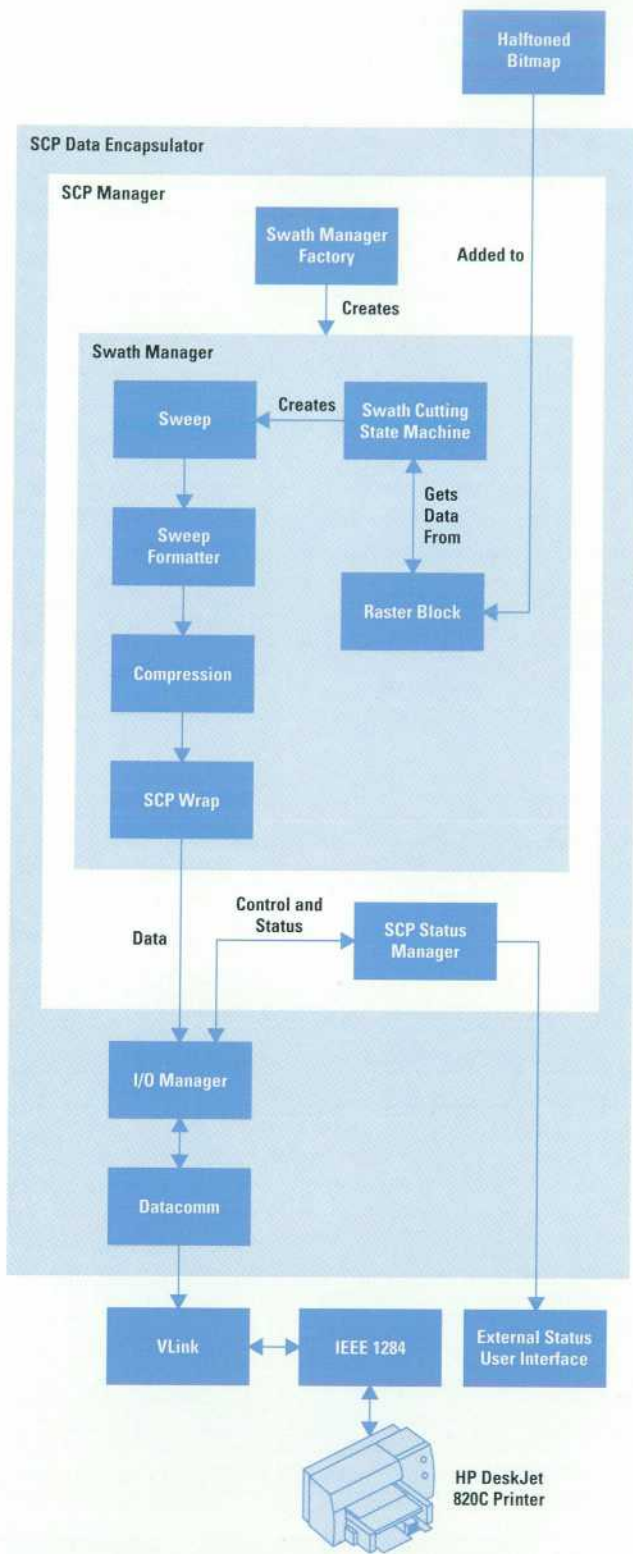 Halftoned
Bitmap
SCP Data Encapsulator
SCP Manager
Swath Manager
Factory
Added to
Creates
Swath Manager
Sweep
Creates
Swath Cutting
State Machine
Gets
Data
From
Sweep
Formatter
Raster Block
Compression
SCP Wrap
Control and
Status
Data
SCP Status
Manager
I/O Manager
Datacomm
VLink
IEEE 1284
External Status
User Interface
HP DeskJet
820C Printer